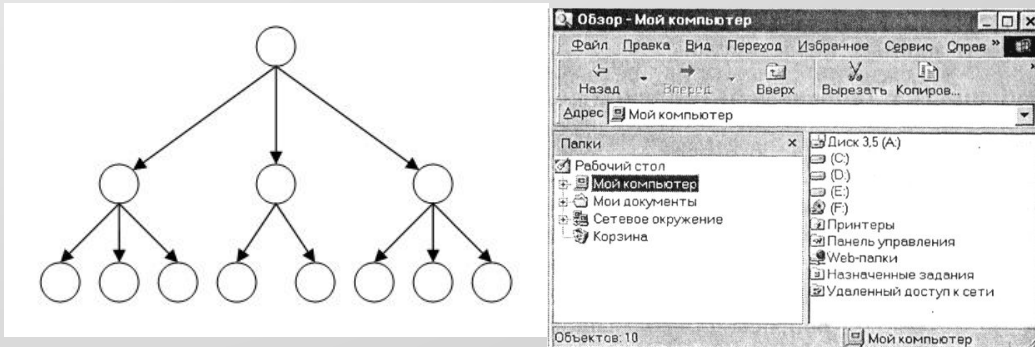 Обзор - Мой компьютер
Файл Правка Вид Переход Избранное Сервис Справ »
Назад Вперед Вверх Вырезать Копиров...
Адрес Мой компьютер
Папки
Рабочий стол
Мой компьютер
Мои документы
Сетевое окружение
Корзина
Диск 3,5 (A:)
(C:)
(D:)
(E:)
(F:)
Принтеры
Панель управления
Web-папки
Назначенные задания
Удаленный доступ к сети
Объектов: 10 Мой компьютер